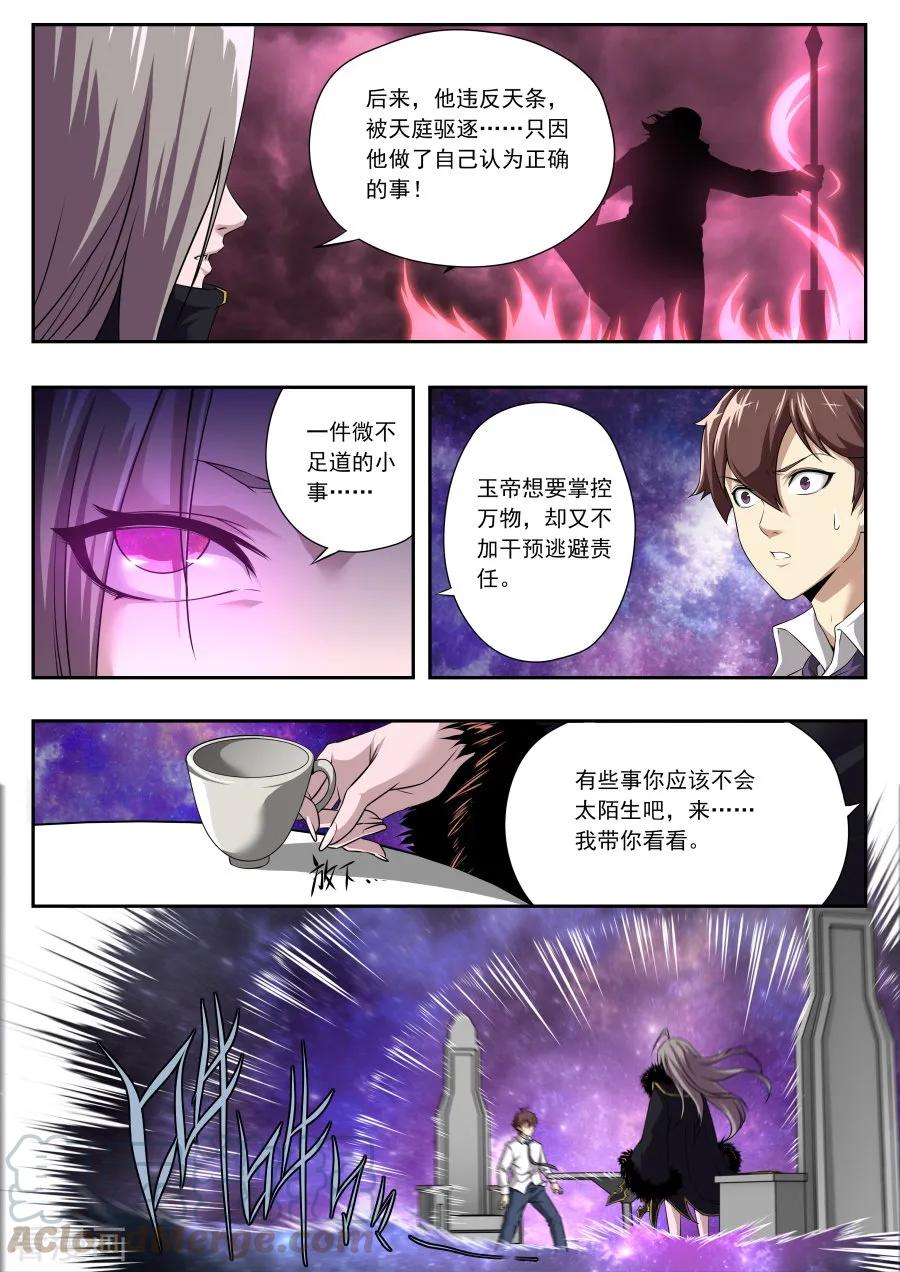 后来，他违反天条，
被天庭驱逐……只因
他做了自己认为正确
的事！
一件微不
足道的小
事……
玉帝想要掌控
万物，却又不
加干预逃避责
任。
放下...
有些事你应该不会
太陌生吧，来……
我带你看看。
AcloudMerge.com